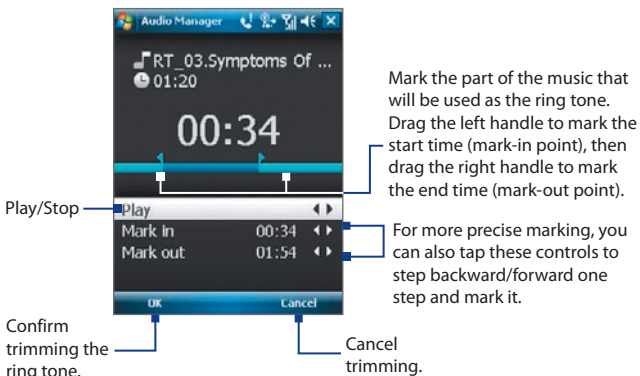 Audio Manager
RT_03.Symptoms Of ...
01:20
00:34
Play
Mark in 00:34
Mark out 01:54
OK Cancel
Mark the part of the music that
will be used as the ring tone.
Drag the left handle to mark the
start time (mark-in point), then
drag the right handle to mark
the end time (mark-out point).
Play/Stop
For more precise marking, you
can also tap these controls to
step backward/forward one
step and mark it.
Confirm
trimming the
ring tone.
Cancel
trimming.